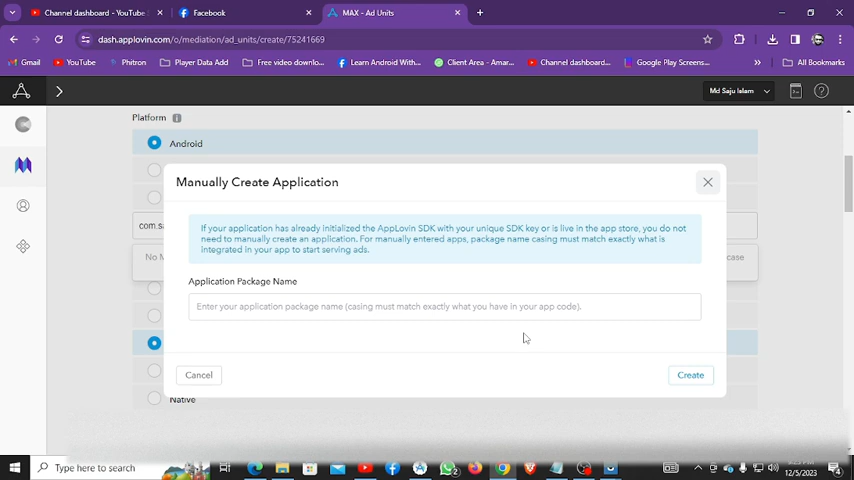 Channel dashboard - YouTube S
Facebook
MAX - Ad Units
dash.applovin.com/o/mediation/ad_units/create/75241669
Gmail
YouTube
Phitron
Player Data Add
Free video downlo...
Learn Android With...
Client Area - Amar...
Channel dashboard...
Google Play Screens...
All Bookmarks
Md Saju Islam
Platform
Android
Manually Create Application
If your application has already initialized the AppLovin SDK with your unique SDK key or is live in the app store, you do not
need to manually create an application. For manually entered apps, package name casing must match exactly what is
integrated in your app to start serving ads.
com.sa
No M
case
Application Package Name
Enter your application package name (casing must match exactly what you have in your app code).
Cancel
Create
Native
Type here to search
2
12/5/2023
4